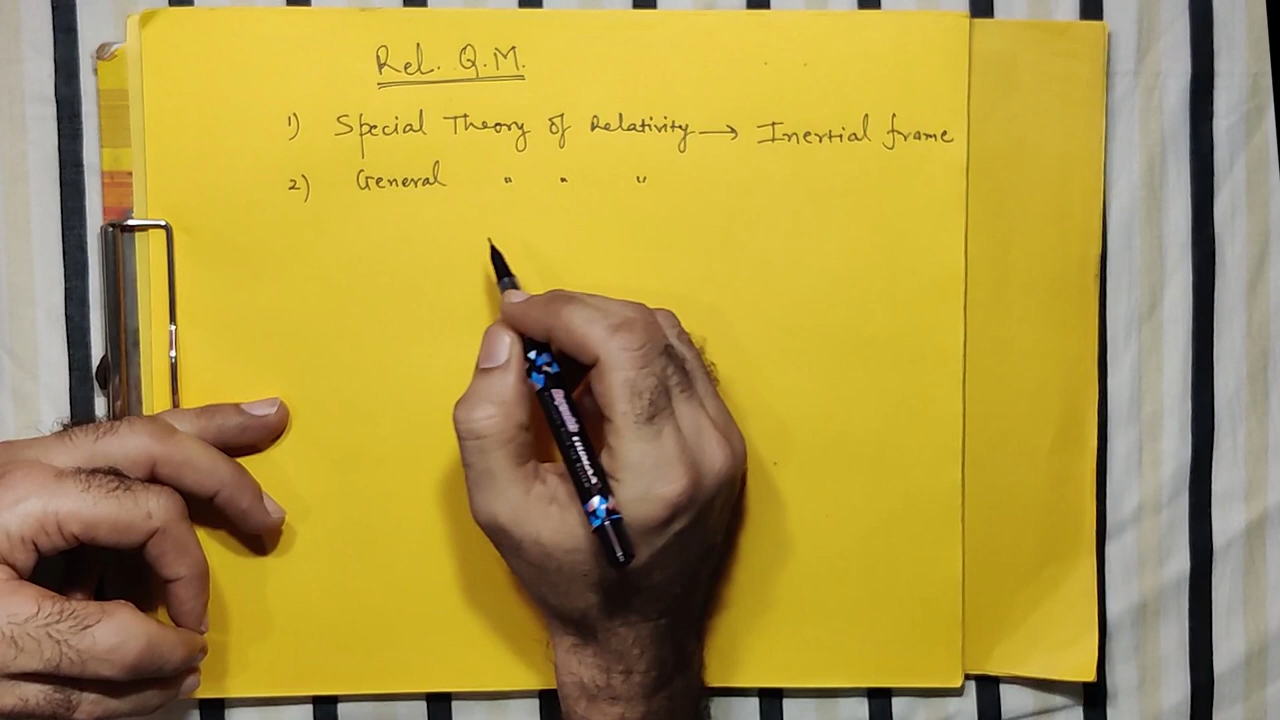 Rel. Q.M.
1) Special Theory of Relativity → Inertial frame
2) General " " "